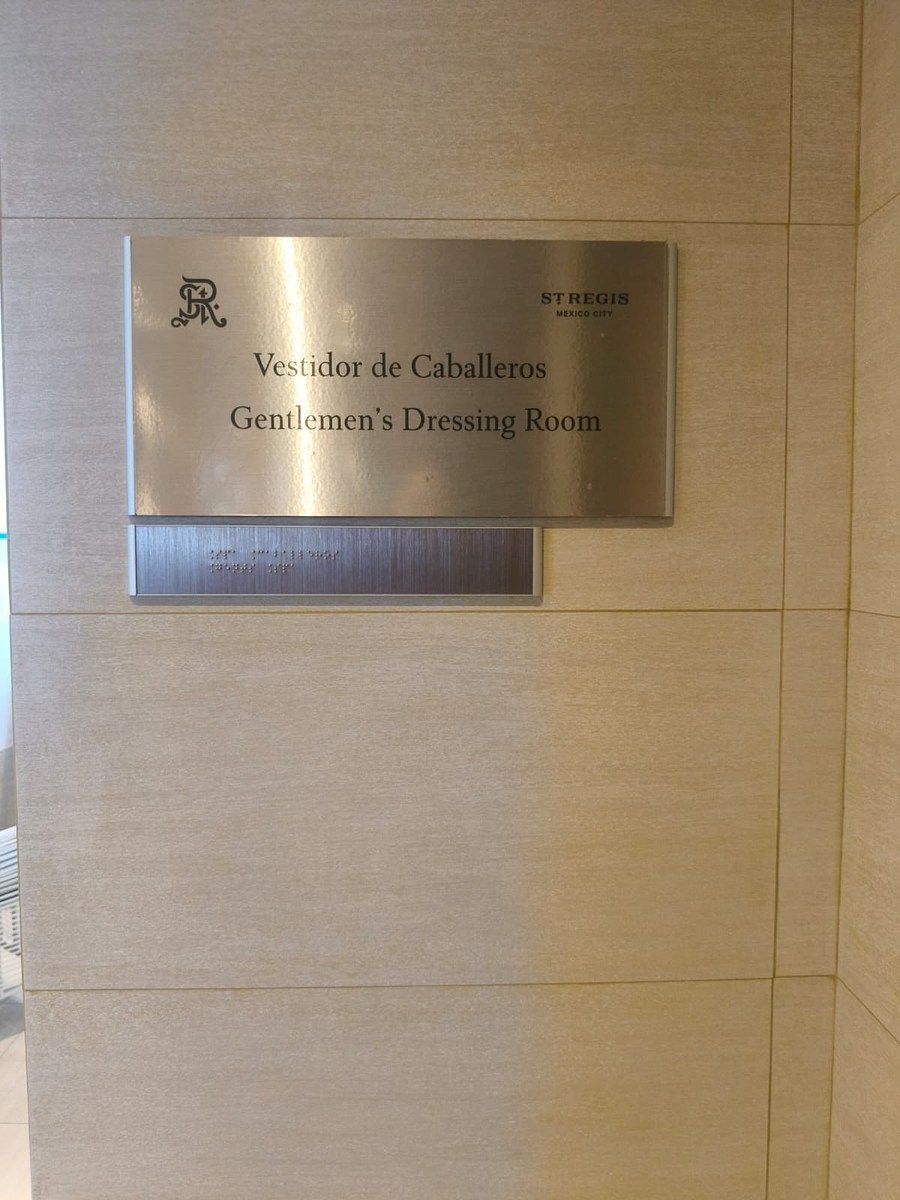 ST. REGIS
MEXICO CITY
Vestidor de Caballeros
Gentlemen's Dressing Room